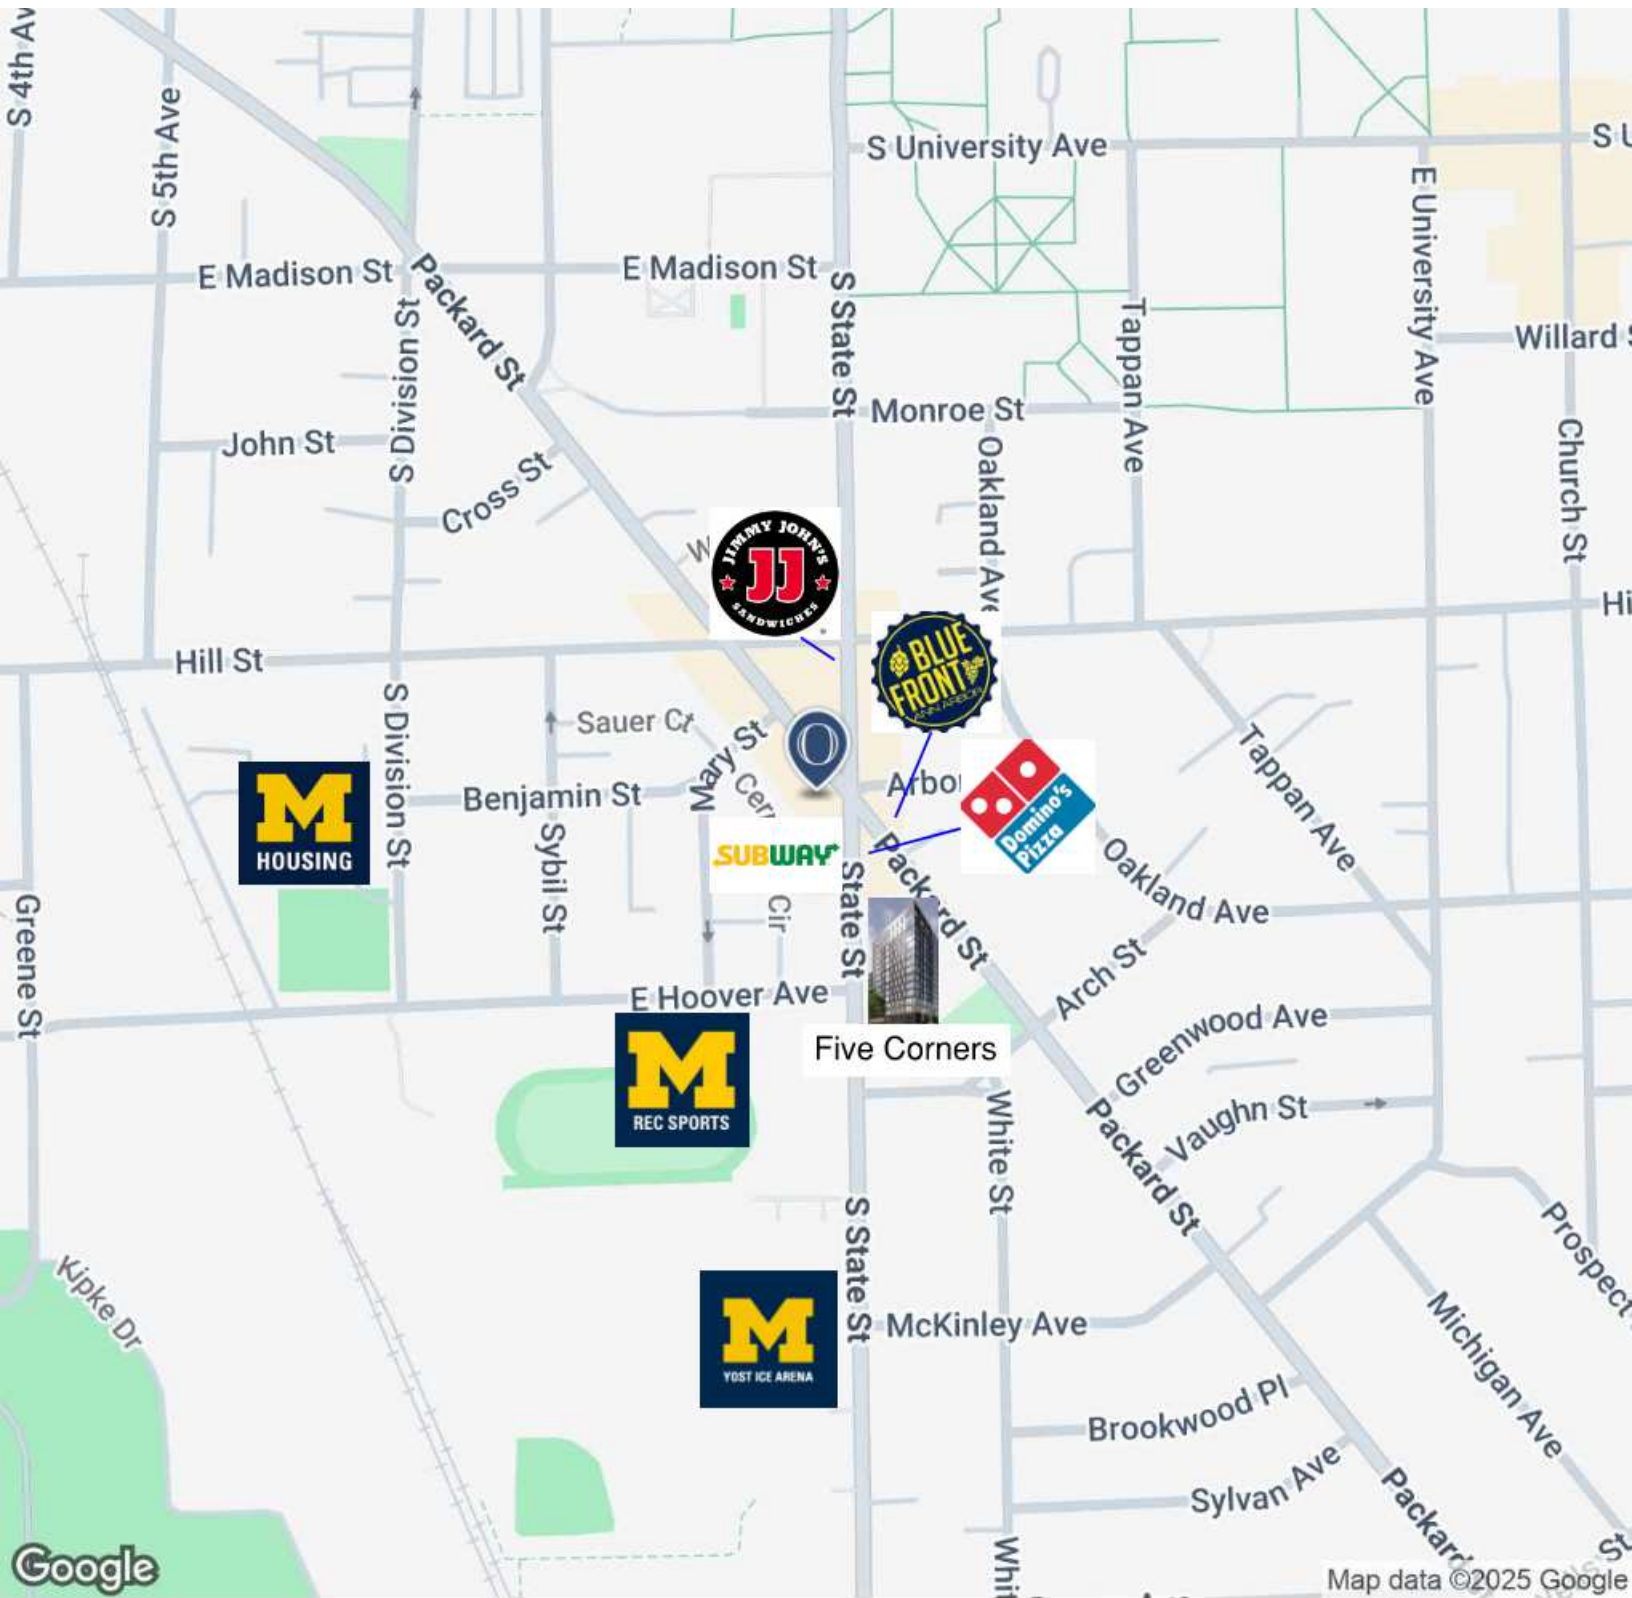 S 4th Av
S 5th Ave
S University Ave
S U
E University Ave
E Madison St
Packard St
E Madison St
S State St
Tappan Ave
Willard S
S Division St
Monroe St
John St
Oakland Ave
Church St
Cross St
W
JIMMY JOHN'S
JJ
SANDWICHES
Hi
Hill St
BLUE
FRONT
ANN ARBOR
S Division St
Sauer Ct
Mary St
O
Tappan Ave
Arbor
Domino's
Pizza
Cer
Benjamin St
M
HOUSING
Sybil St
SUBWAY
Packard St
State St
Oakland Ave
Cir
Greene St
Arch St
E Hoover Ave
Greenwood Ave
M
REC SPORTS
Five Corners
White St
Vaughn St
Packard St
S State St
Prospect
Kipke Dr
M
YOST ICE ARENA
McKinley Ave
Michigan Ave
Brookwood Pl
Sylvan Ave
Packard
St
Whit
Google
Map data ©2025 Google